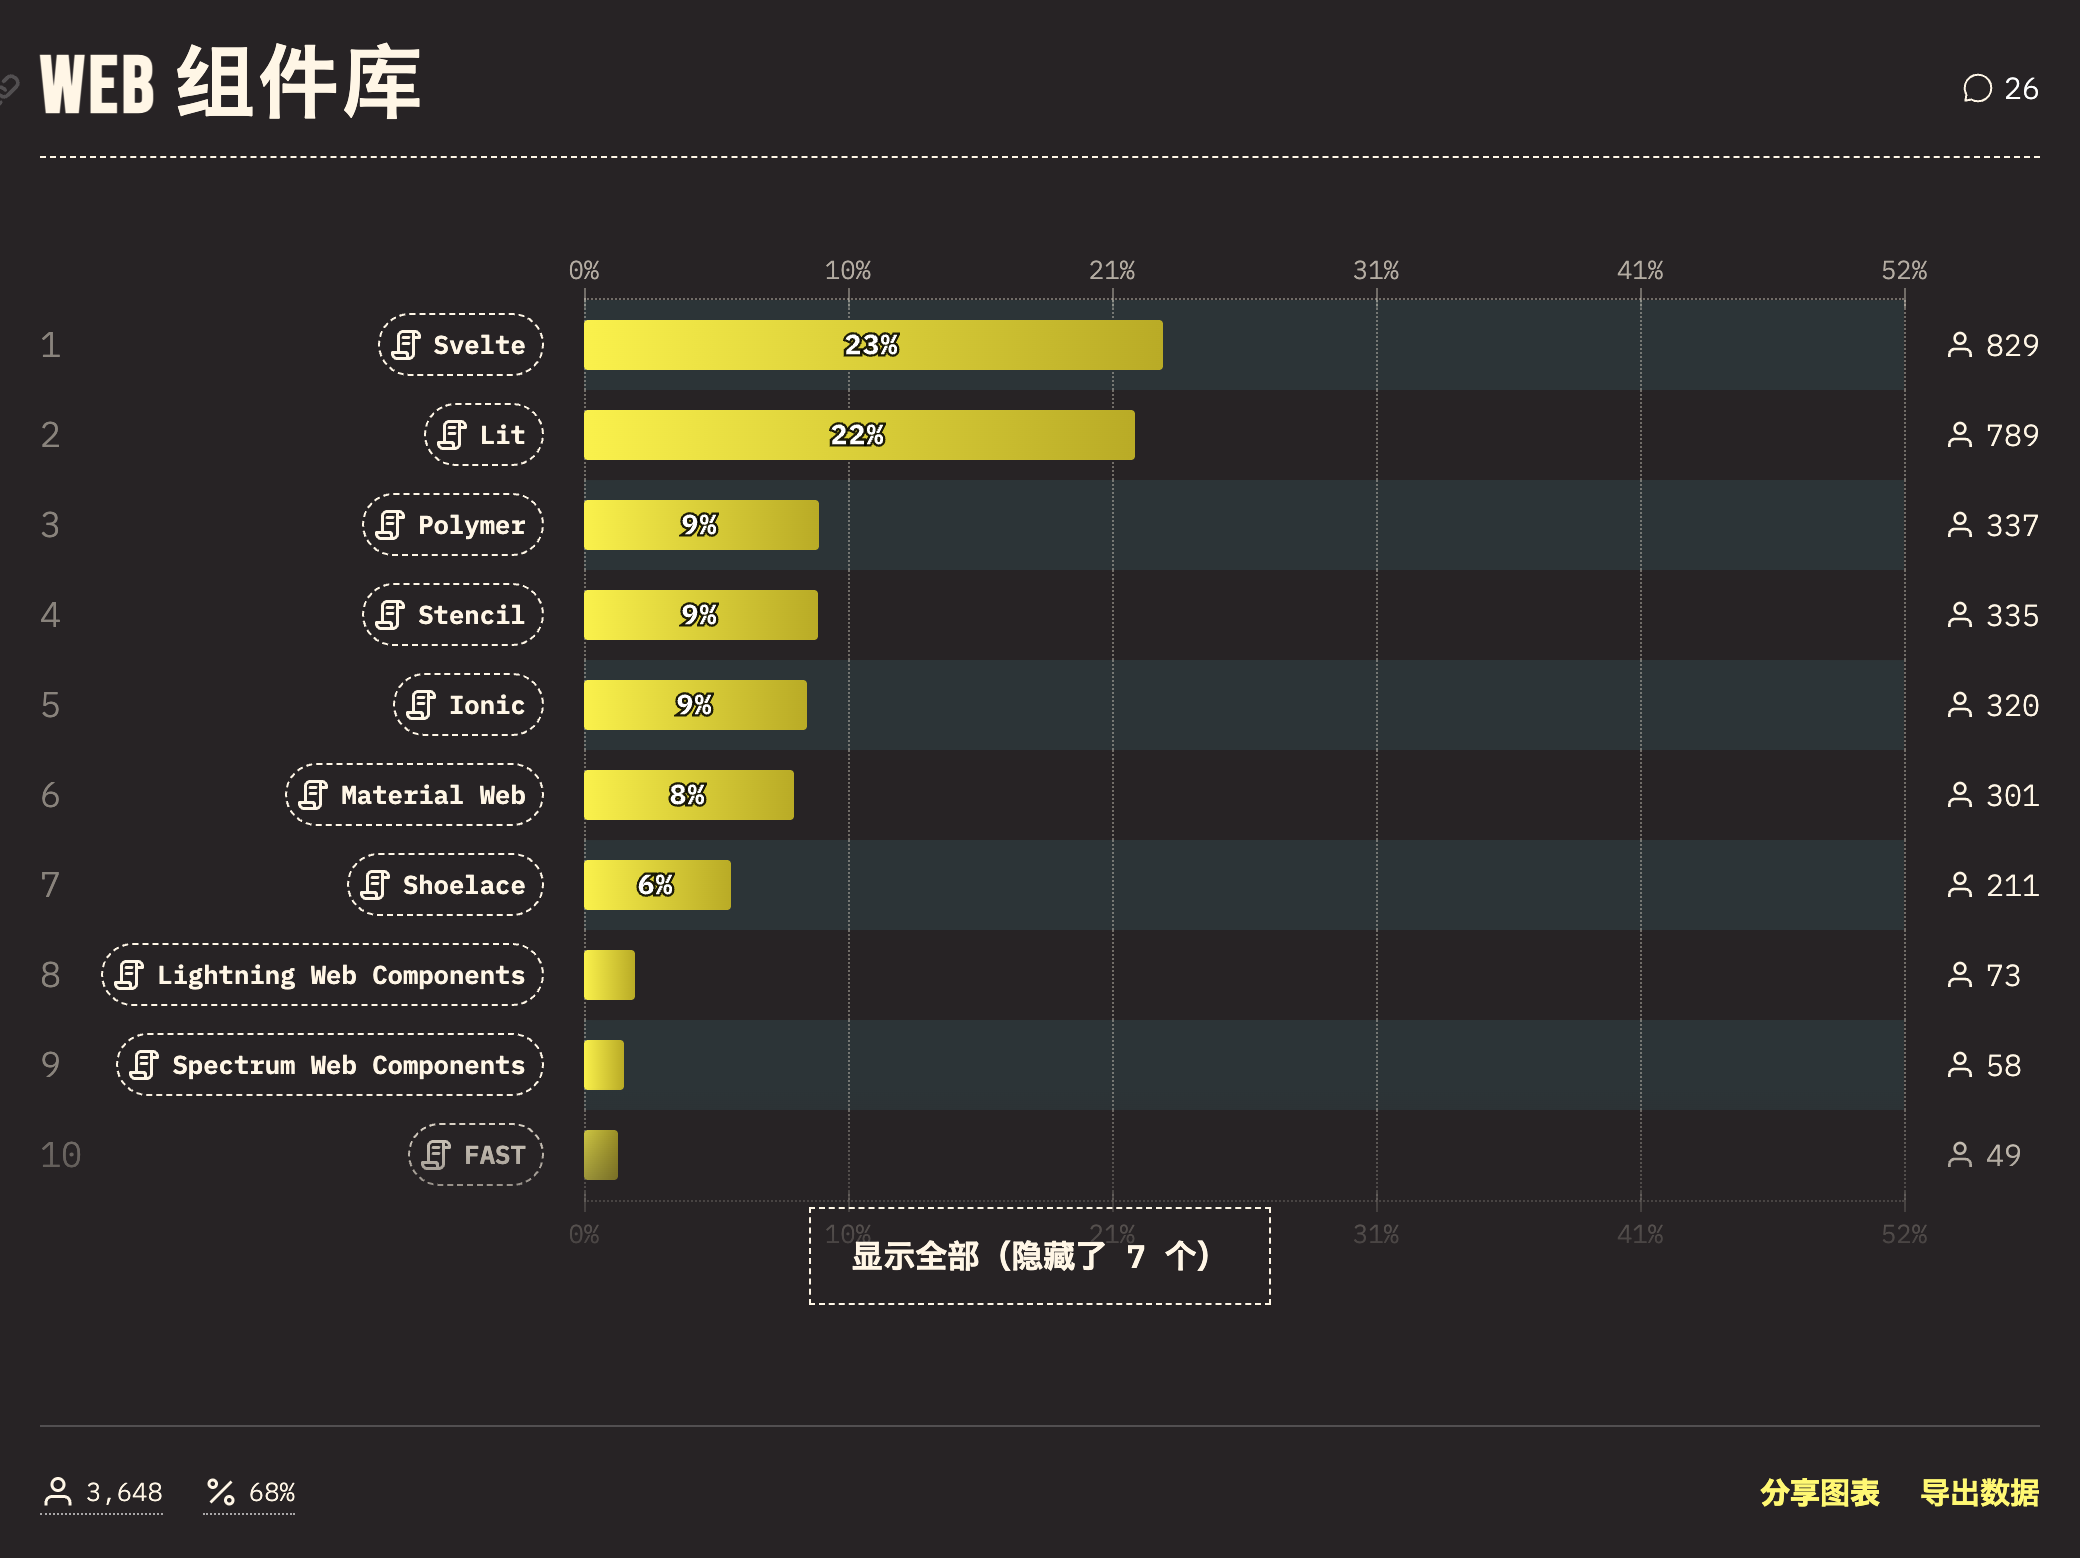 WEB 组件库
26
0% 10% 21% 31% 41% 52%
1 Svelte 23% 829
2 Lit 22% 789
3 Polymer 9% 337
4 Stencil 9% 335
5 Ionic 9% 320
6 Material Web 8% 301
7 Shoelace 6% 211
8 Lightning Web Components 73
9 Spectrum Web Components 58
10 FAST 49
0% 10% 21% 31% 41% 52%
显示全部（隐藏了 7 个）
3,648 % 68%
分享图表 导出数据